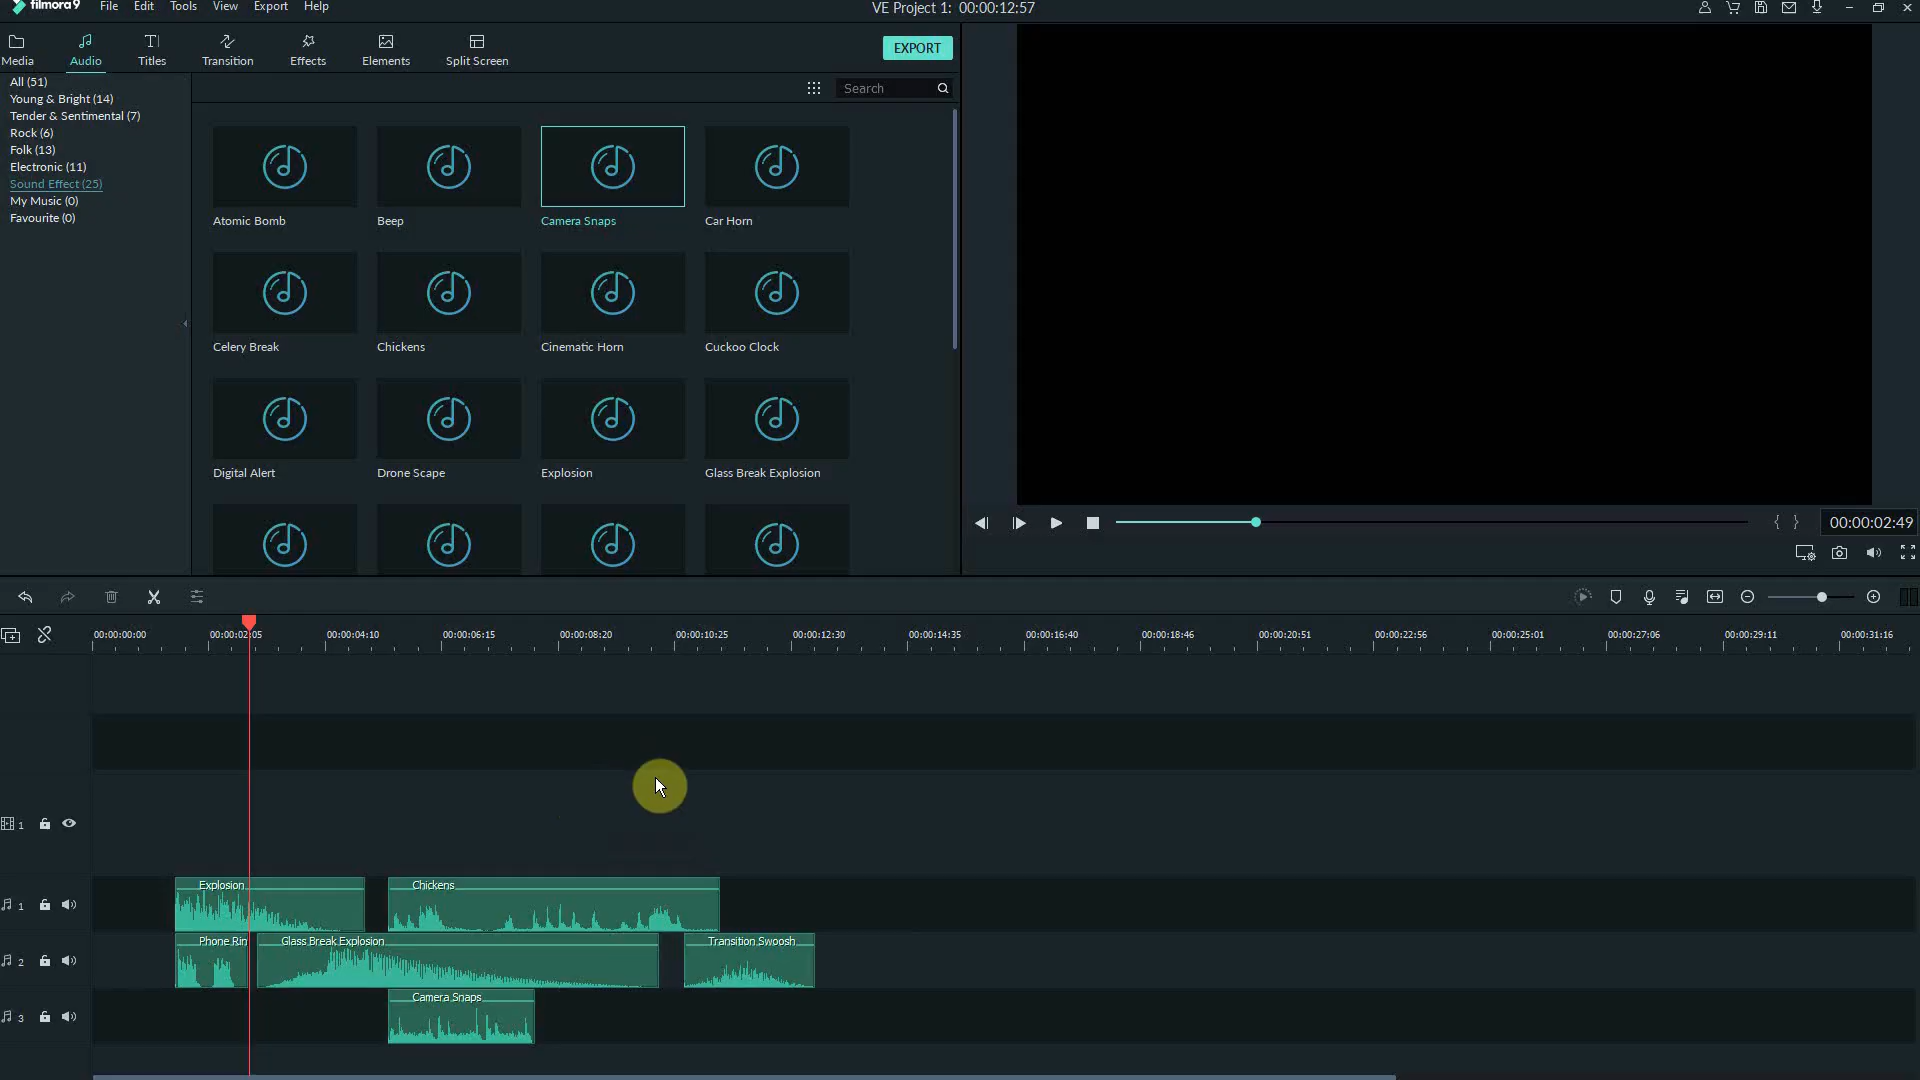 filmora9
File Edit Tools View Export Help
VE Project 1: 00:00:12:57
Media Audio Titles Transition Effects Elements Split Screen
EXPORT
All (51)
Young & Bright (14)
Tender & Sentimental (7)
Rock (6)
Folk (13)
Electronic (11)
Sound Effect (25)
My Music (0)
Favourite (0)
Search
Atomic Bomb Beep Camera Snaps Car Horn
Celery Break Chickens Cinematic Horn Cuckoo Clock
Digital Alert Drone Scape Explosion Glass Break Explosion
00:00:02:49
00:00:00:00 00:00:02:05 00:00:04:10 00:00:06:15 00:00:08:20 00:00:10:25 00:00:12:30 00:00:14:35 00:00:16:40 00:00:18:46 00:00:20:51 00:00:22:56 00:00:25:01 00:00:27:06 00:00:29:11 00:00:31:16
1
1 Explosion Chickens
2 Phone Rin Glass Break Explosion Transition Swoosh
3 Camera Snaps